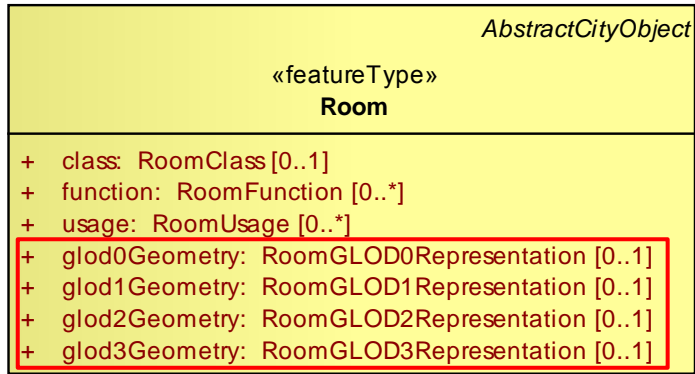 AbstractCityObject
«featureType»
Room
+ class: RoomClass [0..1]
+ function: RoomFunction [0..*]
+ usage: RoomUsage [0..*]
+ glod0Geometry: RoomGLOD0Representation [0..1]
+ glod1Geometry: RoomGLOD1Representation [0..1]
+ glod2Geometry: RoomGLOD2Representation [0..1]
+ glod3Geometry: RoomGLOD3Representation [0..1]